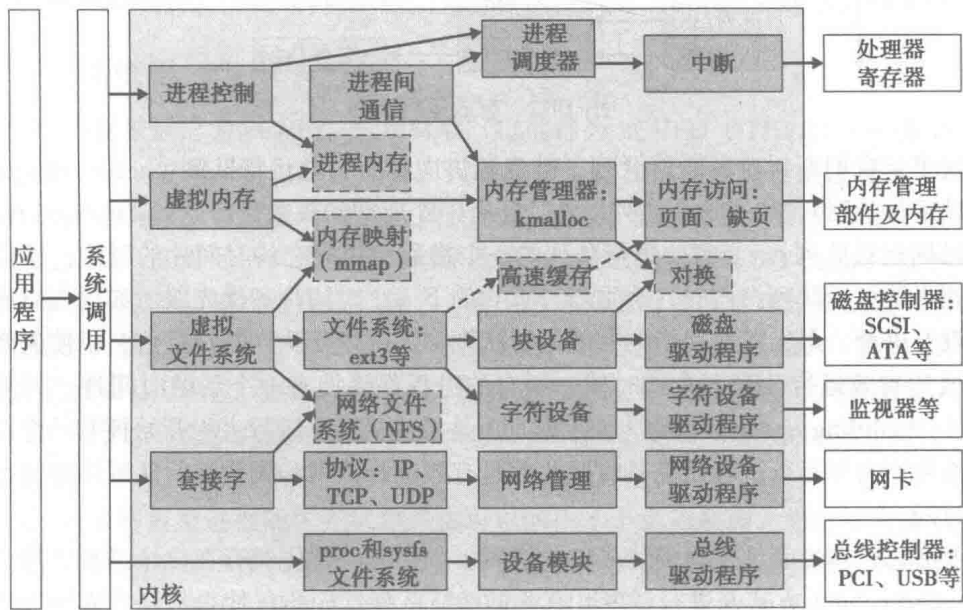 应用程序
系统调用
进程控制
进程间
通信
进程
调度器
中断
处理器
寄存器
进程内存
虚拟内存
内存映射
（mmap）
内存管理器：
kmalloc
内存访问：
页面、缺页
内存管理
部件及内存
高速缓存
对换
虚拟
文件系统
文件系统：
ext3等
块设备
磁盘
驱动程序
磁盘控制器：
SCSI、
ATA等
网络文件
系统（NFS）
字符设备
字符设备
驱动程序
监视器等
套接字
协议：IP、
TCP、UDP
网络管理
网络设备
驱动程序
网卡
proc和sysfs
文件系统
设备模块
总线
驱动程序
总线控制器：
PCI、USB等
内核